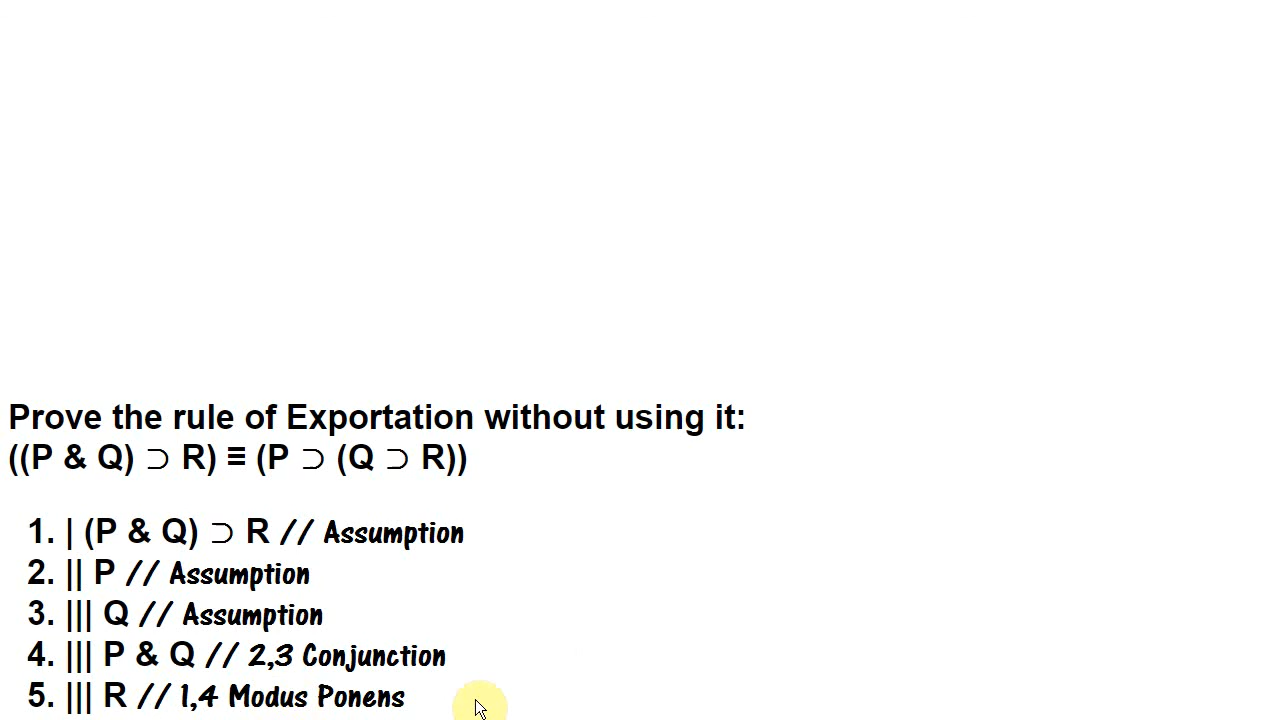 Prove the rule of Exportation without using it:
((P & Q) ⊃ R) ≡ (P ⊃ (Q ⊃ R))
1. | (P & Q) ⊃ R // Assumption
2. || P // Assumption
3. ||| Q // Assumption
4. ||| P & Q // 2,3 Conjunction
5. ||| R // 1,4 Modus Ponens